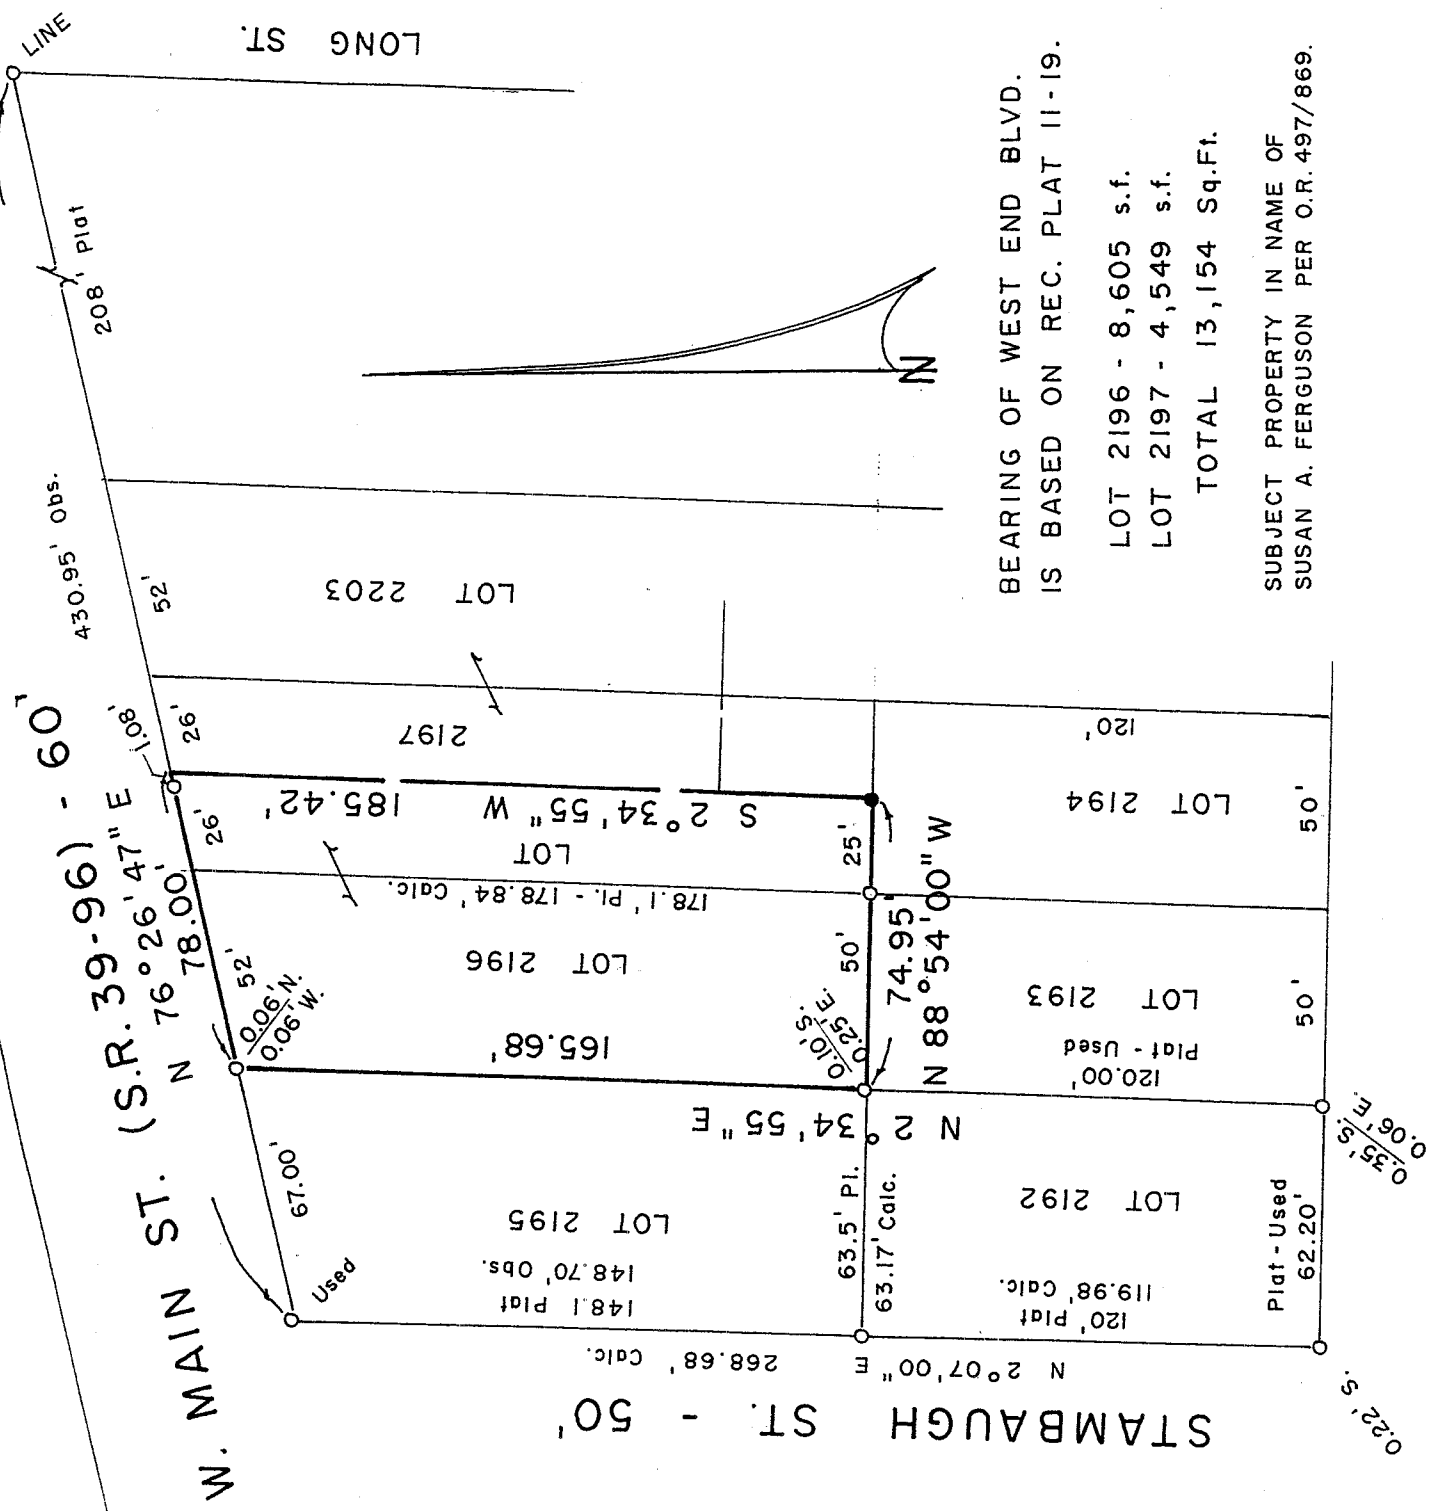 LINE
LONG ST.
208' Plat
430.95' Obs.
W. MAIN ST. (S.R. 39-96) - 60'
N 76°26'47" E
78.00'
1.08'
52'
26'
26'
52'
67.00'
Used
0.06' N.
0.06' W.
LOT 2203
2197
S 2°34'55" W 185.42'
LOT
178.1' Pl. - 178.84' Calc.
LOT 2196
165.68'
N 2°34'55" E
25'
50'
74.95'
N 88°54'00" W
0.10' S.
0.25' E.
LOT 2195
148.70' Obs.
148.1 Plat
63.5' Pl.
63.17' Calc.
120'
LOT 2194
50'
LOT 2193
Plat - Used
120.00'
50'
0.35' S.
0.06' E.
LOT 2192
119.98' Calc.
120' Plat
Plat-Used
62.20'
0.22' S.
N 2°07'00" E 268.68' Calc.
STAMBAUGH ST. - 50'
N
BEARING OF WEST END BLVD.
IS BASED ON REC. PLAT 11-19.
LOT 2196 - 8,605 s.f.
LOT 2197 - 4,549 s.f.
TOTAL 13,154 Sq.Ft.
SUBJECT PROPERTY IN NAME OF
SUSAN A. FERGUSON PER O.R. 497/869.